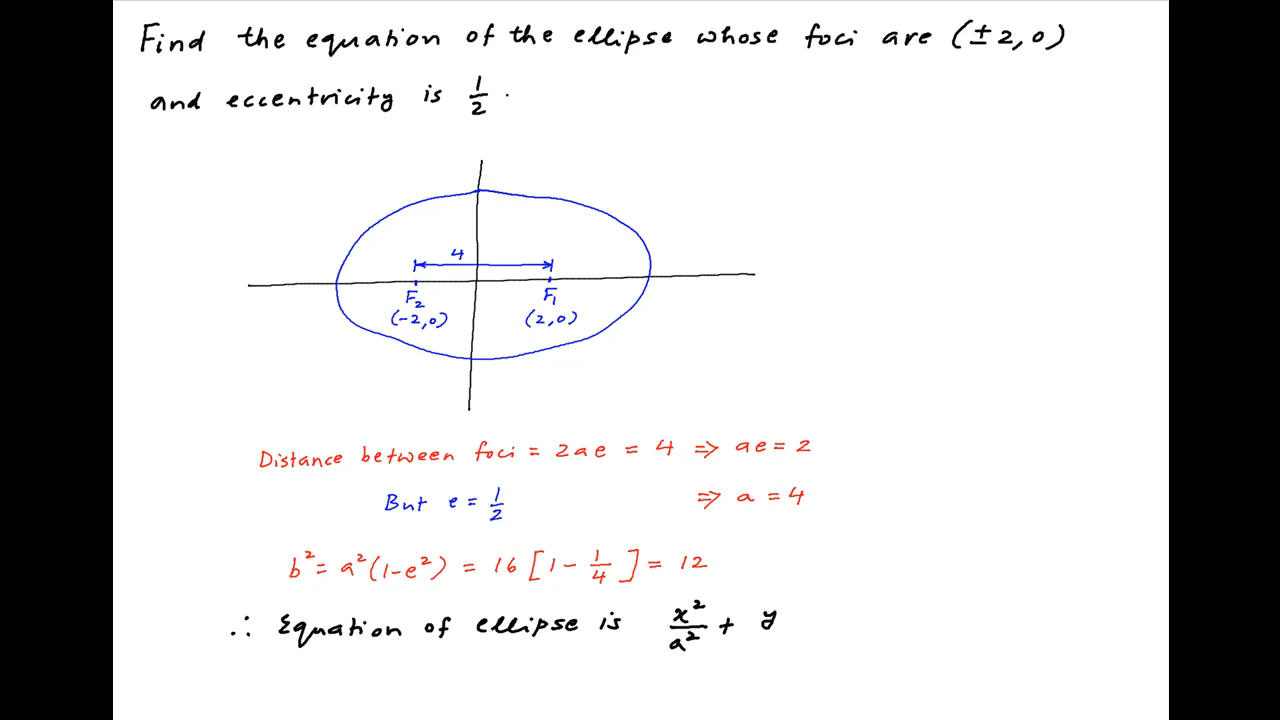 Find the equation of the ellipse whose foci are (±2,0)
and eccentricity is 1/2.
4
F₂ F₁
(-2,0) (2,0)
Distance between foci = 2ae = 4 ⇒ ae = 2
But e = 1/2 ⇒ a = 4
b² = a²(1-e²) = 16 [1 - 1/4] = 12
∴ Equation of ellipse is x²/a² + y